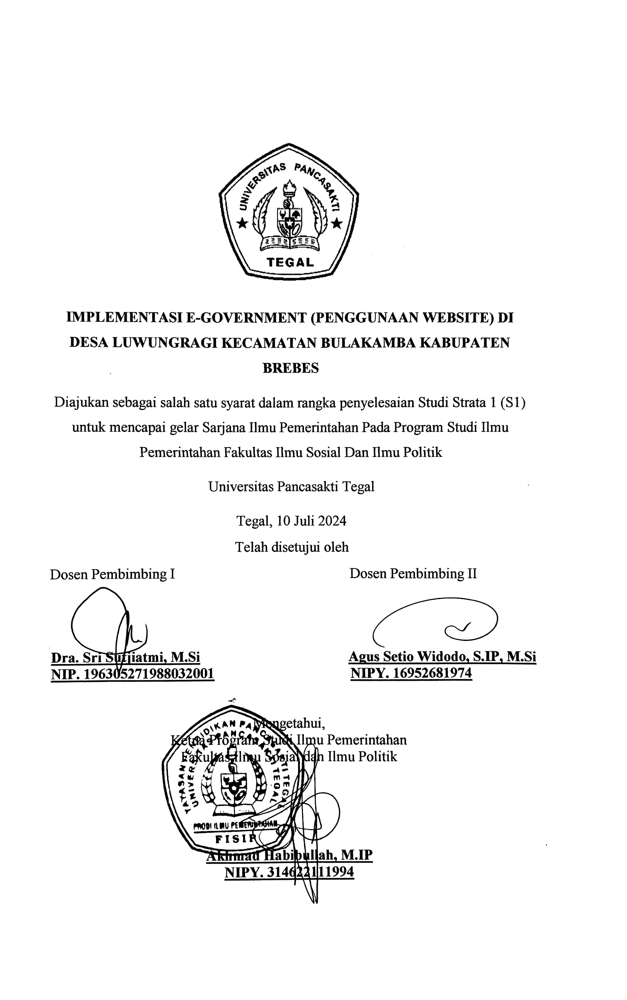 UNIVERSITAS PANCASAKTI
TEGAL
IMPLEMENTASI E-GOVERNMENT (PENGGUNAAN WEBSITE) DI
DESA LUWUNGRAGI KECAMATAN BULAKAMBA KABUPATEN
BREBES
Diajukan sebagai salah satu syarat dalam rangka penyelesaian Studi Strata 1 (S1)
untuk mencapai gelar Sarjana Ilmu Pemerintahan Pada Program Studi Ilmu
Pemerintahan Fakultas Ilmu Sosial Dan Ilmu Politik
Universitas Pancasakti Tegal
Tegal, 10 Juli 2024
Telah disetujui oleh
Dosen Pembimbing I
Dosen Pembimbing II
Dra. Sri Sutjiatmi, M.Si
NIP. 196305271988032001
Agus Setio Widodo, S.IP, M.Si
NIPY. 16952681974
Mengetahui,
Ketua Program Studi Ilmu Pemerintahan
Fakultas Ilmu Sosial dan Ilmu Politik
YAYASAN PENDIDIKAN PANCASAKTI TEGAL
UNIVERSITAS PANCASAKTI TEGAL
PRODI ILMU PEMERINTAHAN
FISIP
Akhmad Habibullah, M.IP
NIPY. 314622111994